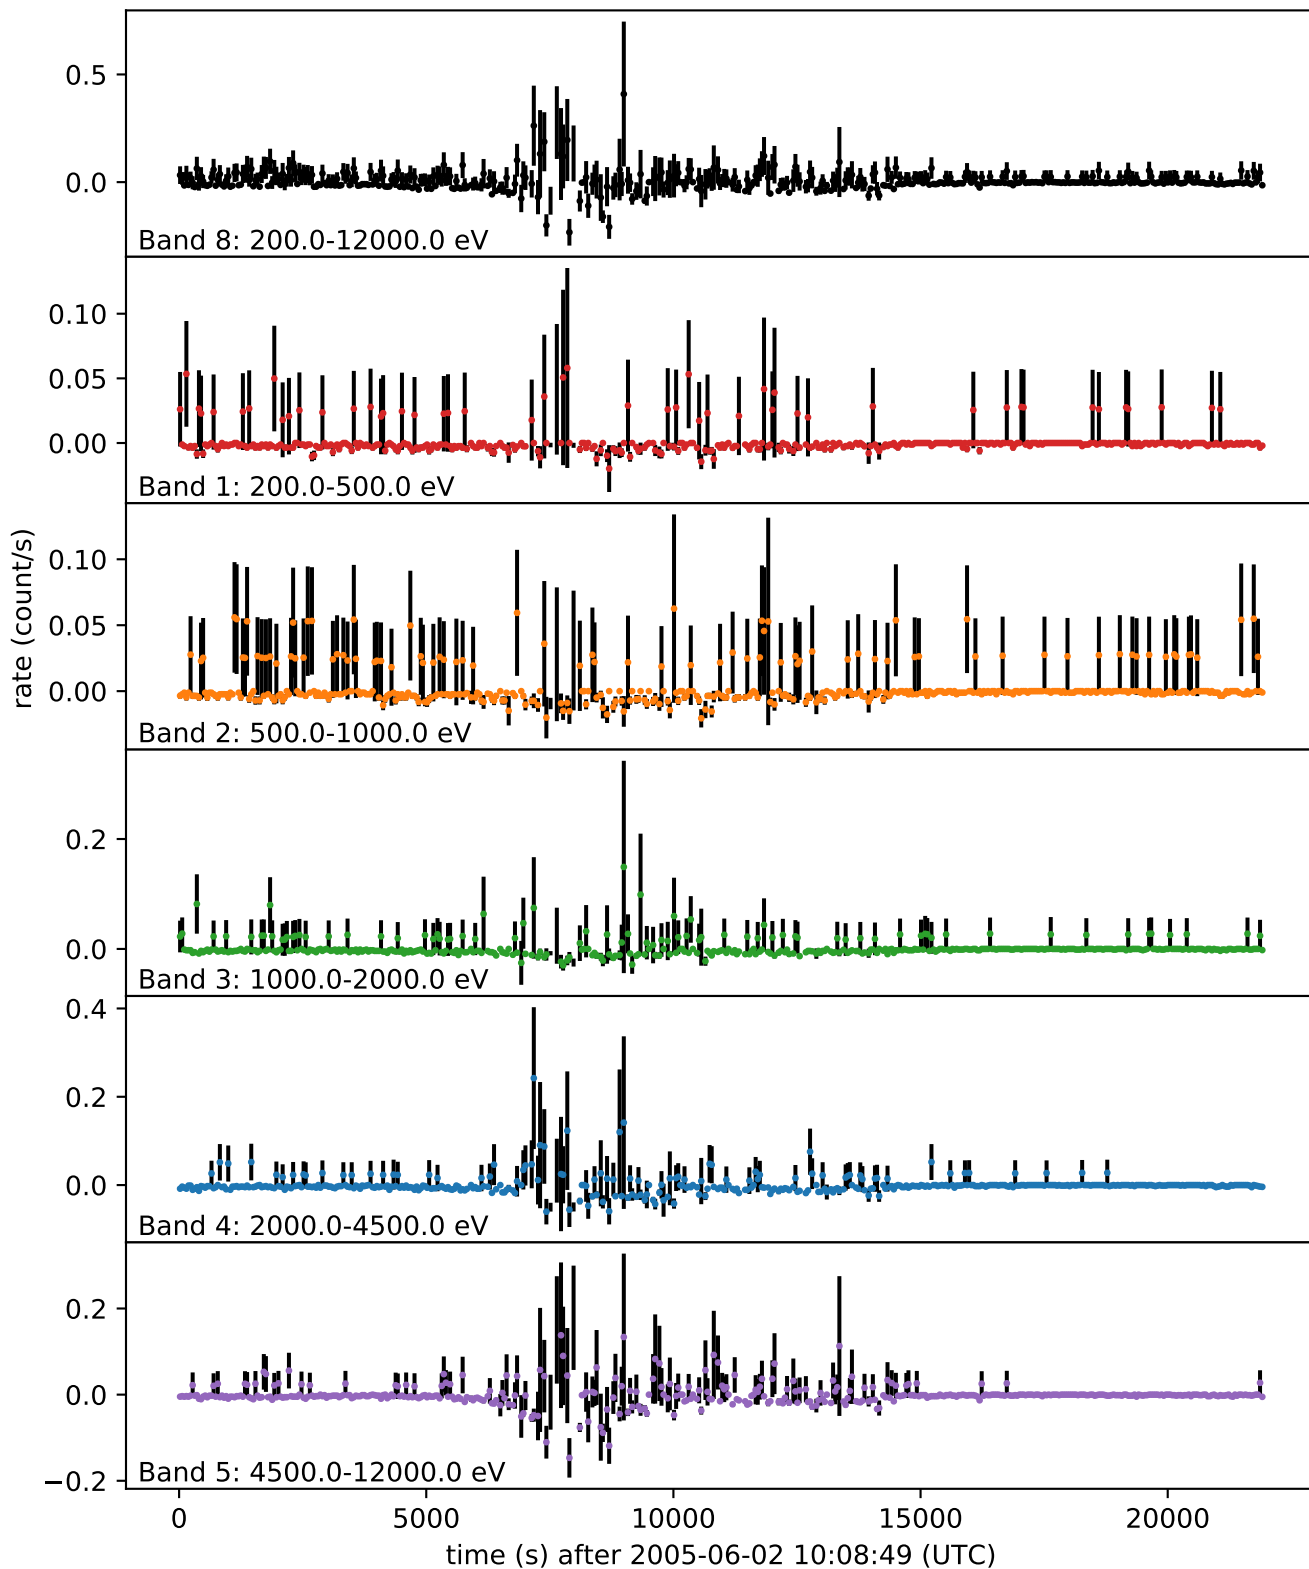 0.5
0.0
Band 8: 200.0-12000.0 eV
0.10
0.05
0.00
Band 1: 200.0-500.0 eV
0.10
0.05
0.00
Band 2: 500.0-1000.0 eV
rate (count/s)
0.2
0.0
Band 3: 1000.0-2000.0 eV
0.4
0.2
0.0
Band 4: 2000.0-4500.0 eV
0.2
0.0
−0.2
Band 5: 4500.0-12000.0 eV
0 5000 10000 15000 20000
time (s) after 2005-06-02 10:08:49 (UTC)